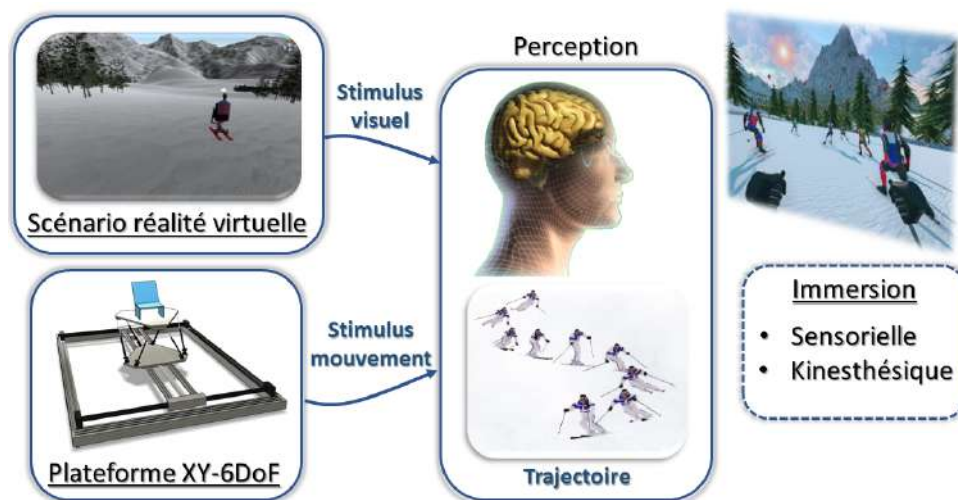 Scénario réalité virtuelle
Stimulus
visuel
Plateforme XY-6DoF
Stimulus
mouvement
Perception
Trajectoire
Immersion
• Sensorielle
• Kinesthésique